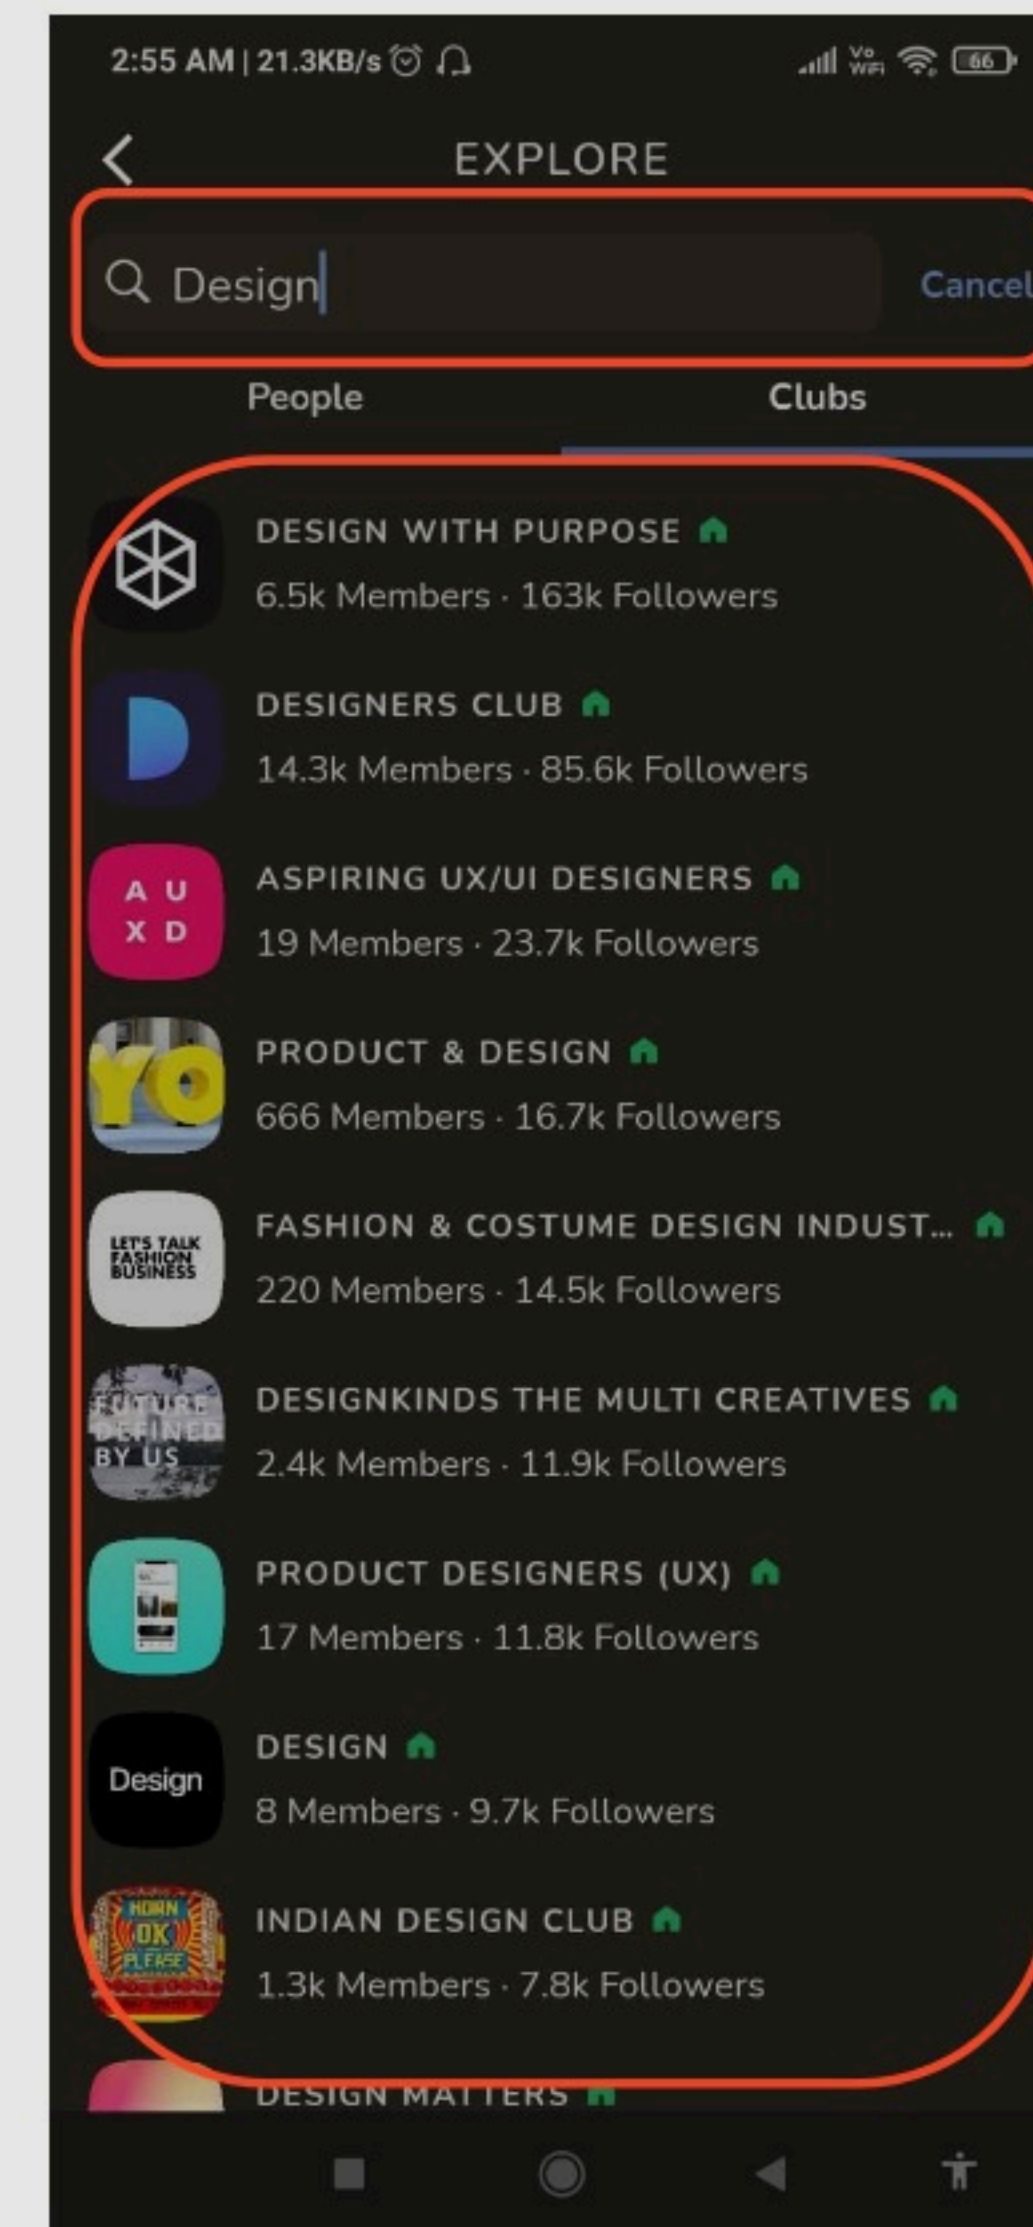 2:55 AM | 21.3KB/s Vo WiFi 66
EXPLORE
Design Cancel
People Clubs
DESIGN WITH PURPOSE
6.5k Members · 163k Followers
D
DESIGNERS CLUB
14.3k Members · 85.6k Followers
A U
X D
ASPIRING UX/UI DESIGNERS
19 Members · 23.7k Followers
YO
PRODUCT & DESIGN
666 Members · 16.7k Followers
LET'S TALK
FASHION
BUSINESS
FASHION & COSTUME DESIGN INDUST...
220 Members · 14.5k Followers
FUTURE
DEFINED
BY US
DESIGNKINDS THE MULTI CREATIVES
2.4k Members · 11.9k Followers
PRODUCT DESIGNERS (UX)
17 Members · 11.8k Followers
Design
DESIGN
8 Members · 9.7k Followers
HORN
OK
PLEASE
INDIAN DESIGN CLUB
1.3k Members · 7.8k Followers
DESIGN MATTERS